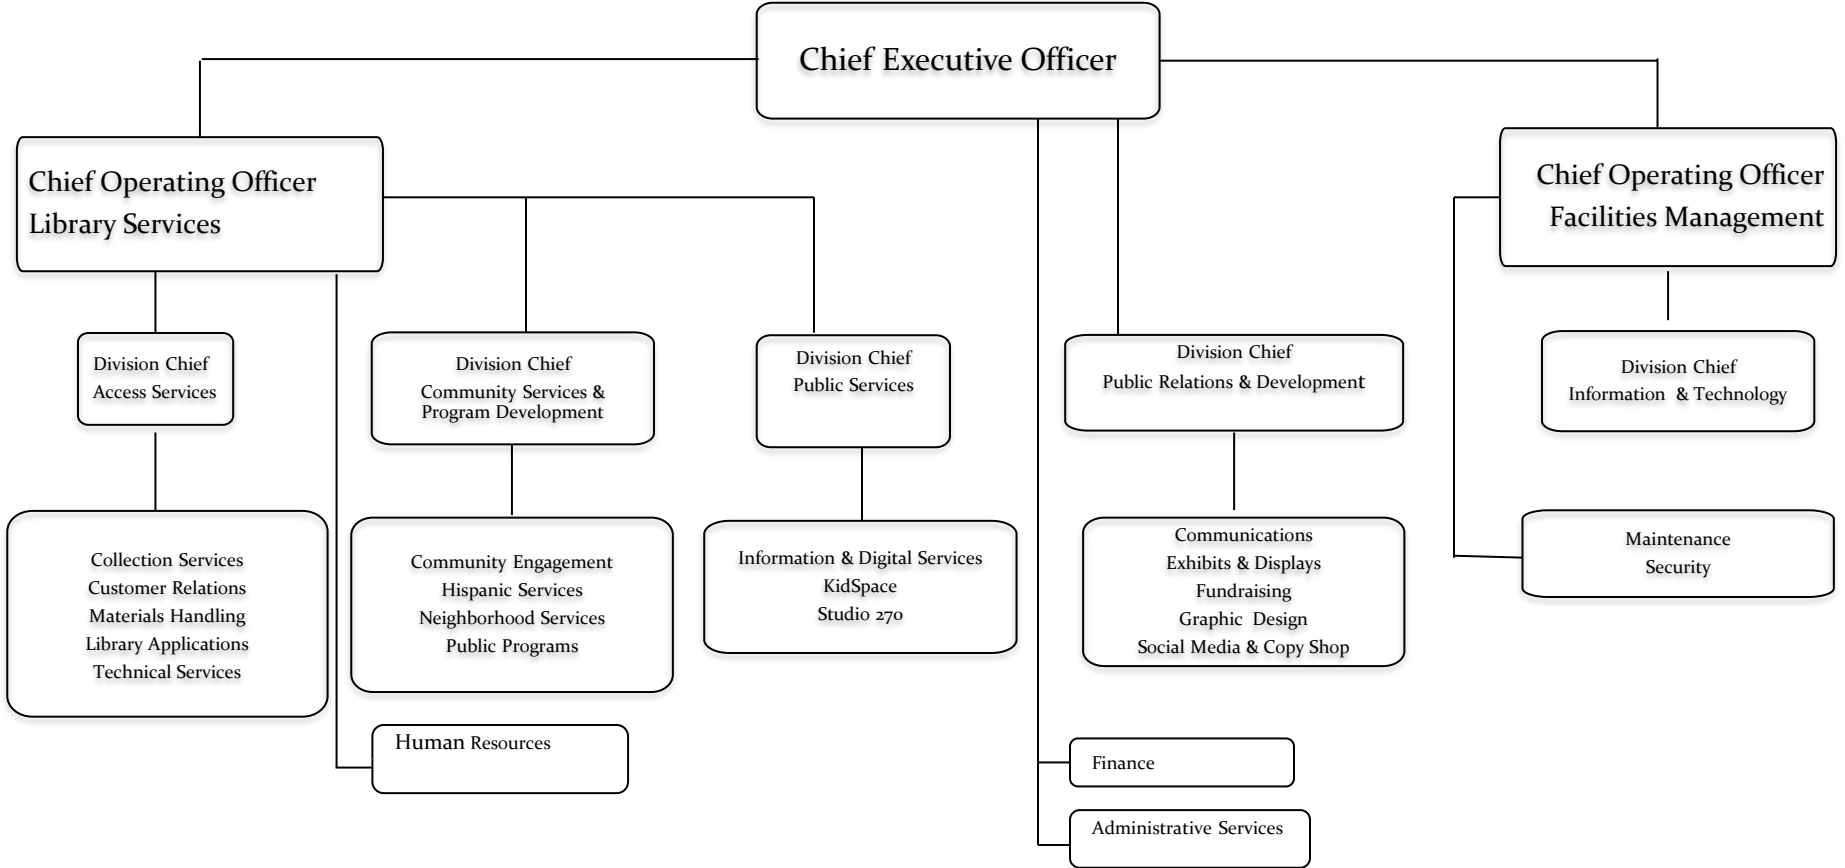 Chief Executive Officer
Chief Operating Officer
Library Services
Chief Operating Officer
Facilities Management
Division Chief
Access Services
Division Chief
Community Services &
Program Development
Division Chief
Public Services
Division Chief
Public Relations & Development
Division Chief
Information & Technology
Collection Services
Customer Relations
Materials Handling
Library Applications
Technical Services
Community Engagement
Hispanic Services
Neighborhood Services
Public Programs
Information & Digital Services
KidSpace
Studio 270
Communications
Exhibits & Displays
Fundraising
Graphic Design
Social Media & Copy Shop
Maintenance
Security
Human Resources
Finance
Administrative Services